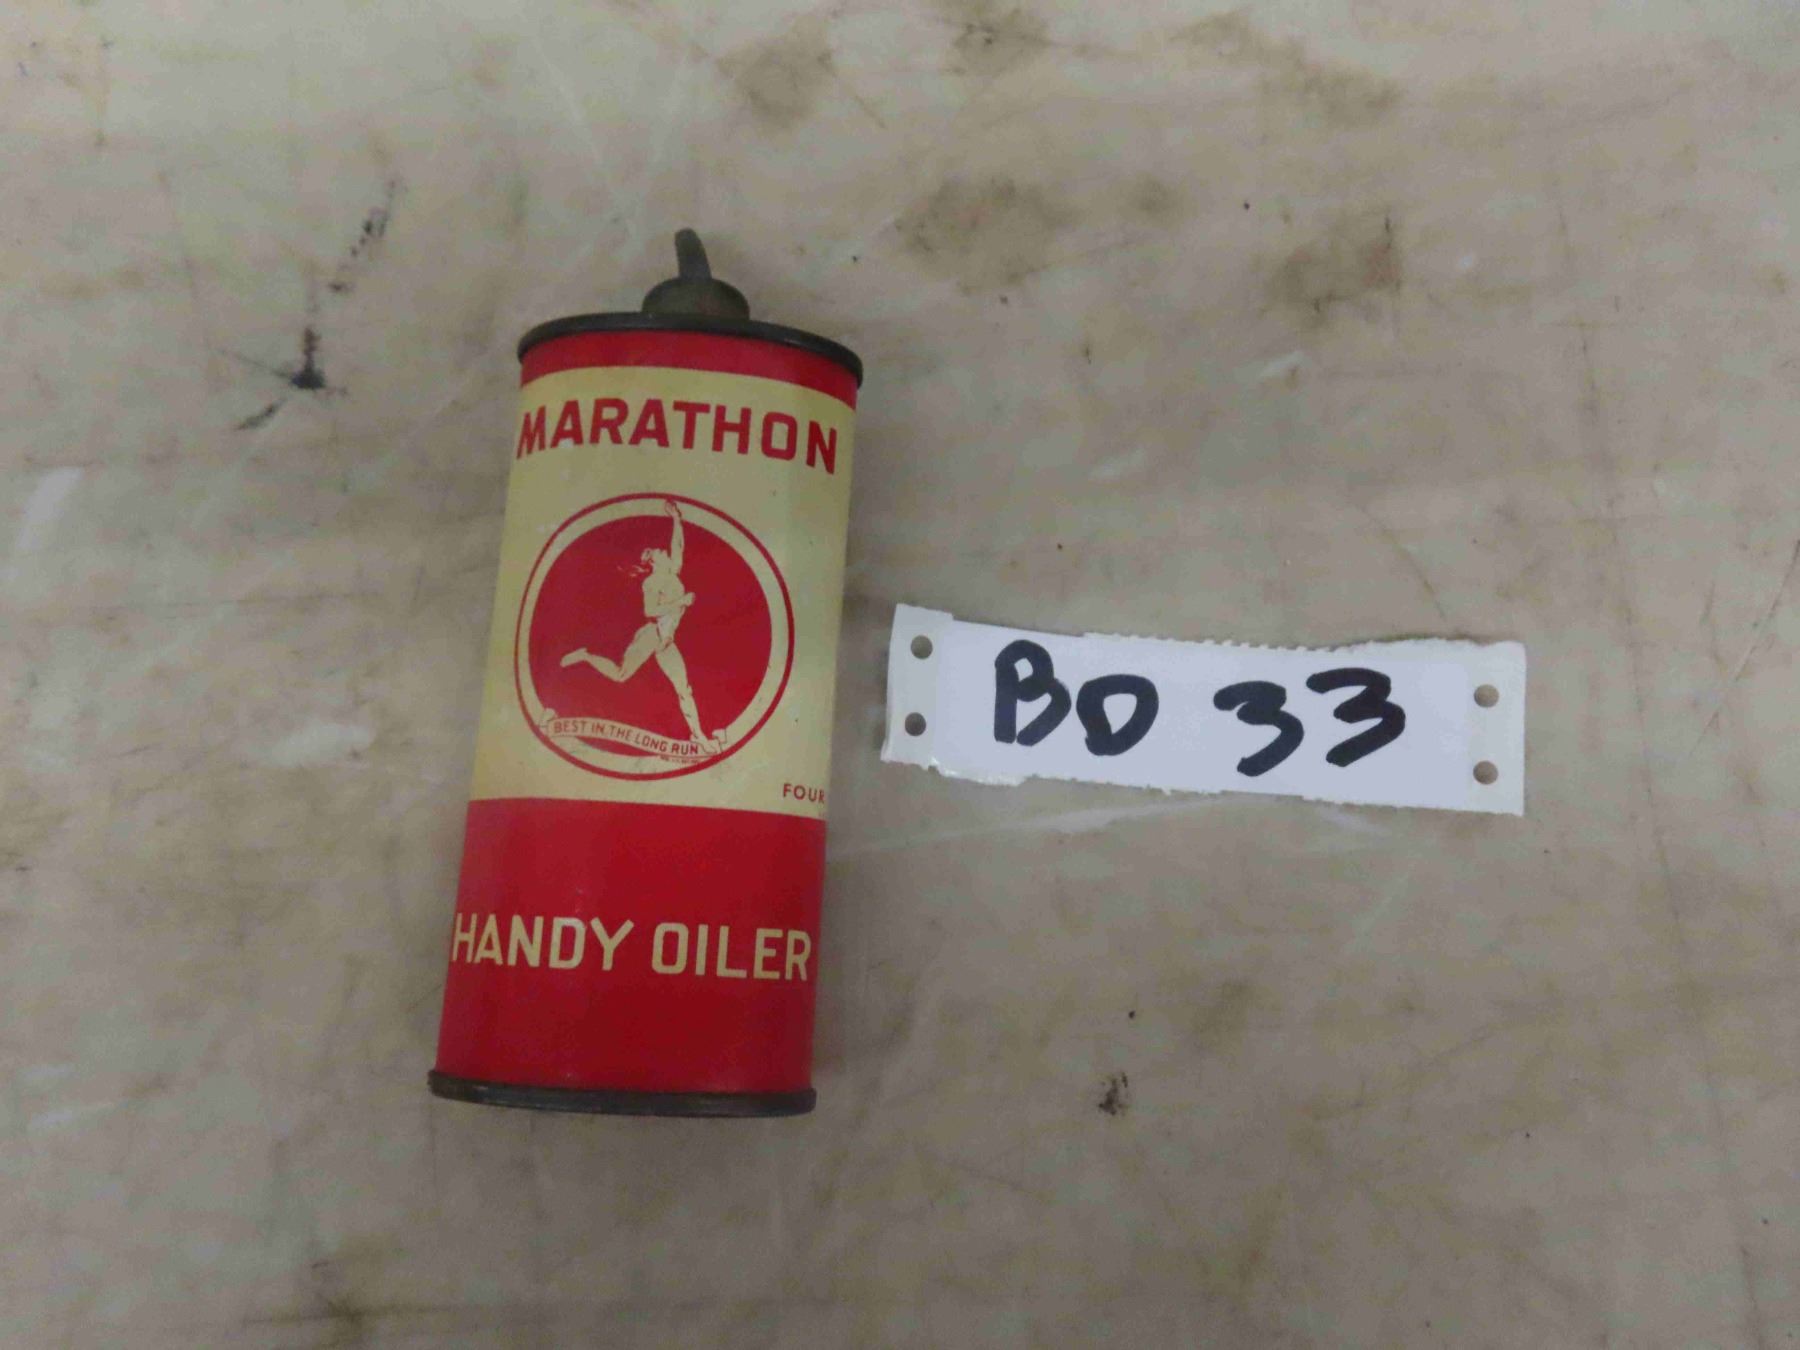 MARATHON
BEST IN THE LONG RUN
FOUR
HANDY OILER
BD 33